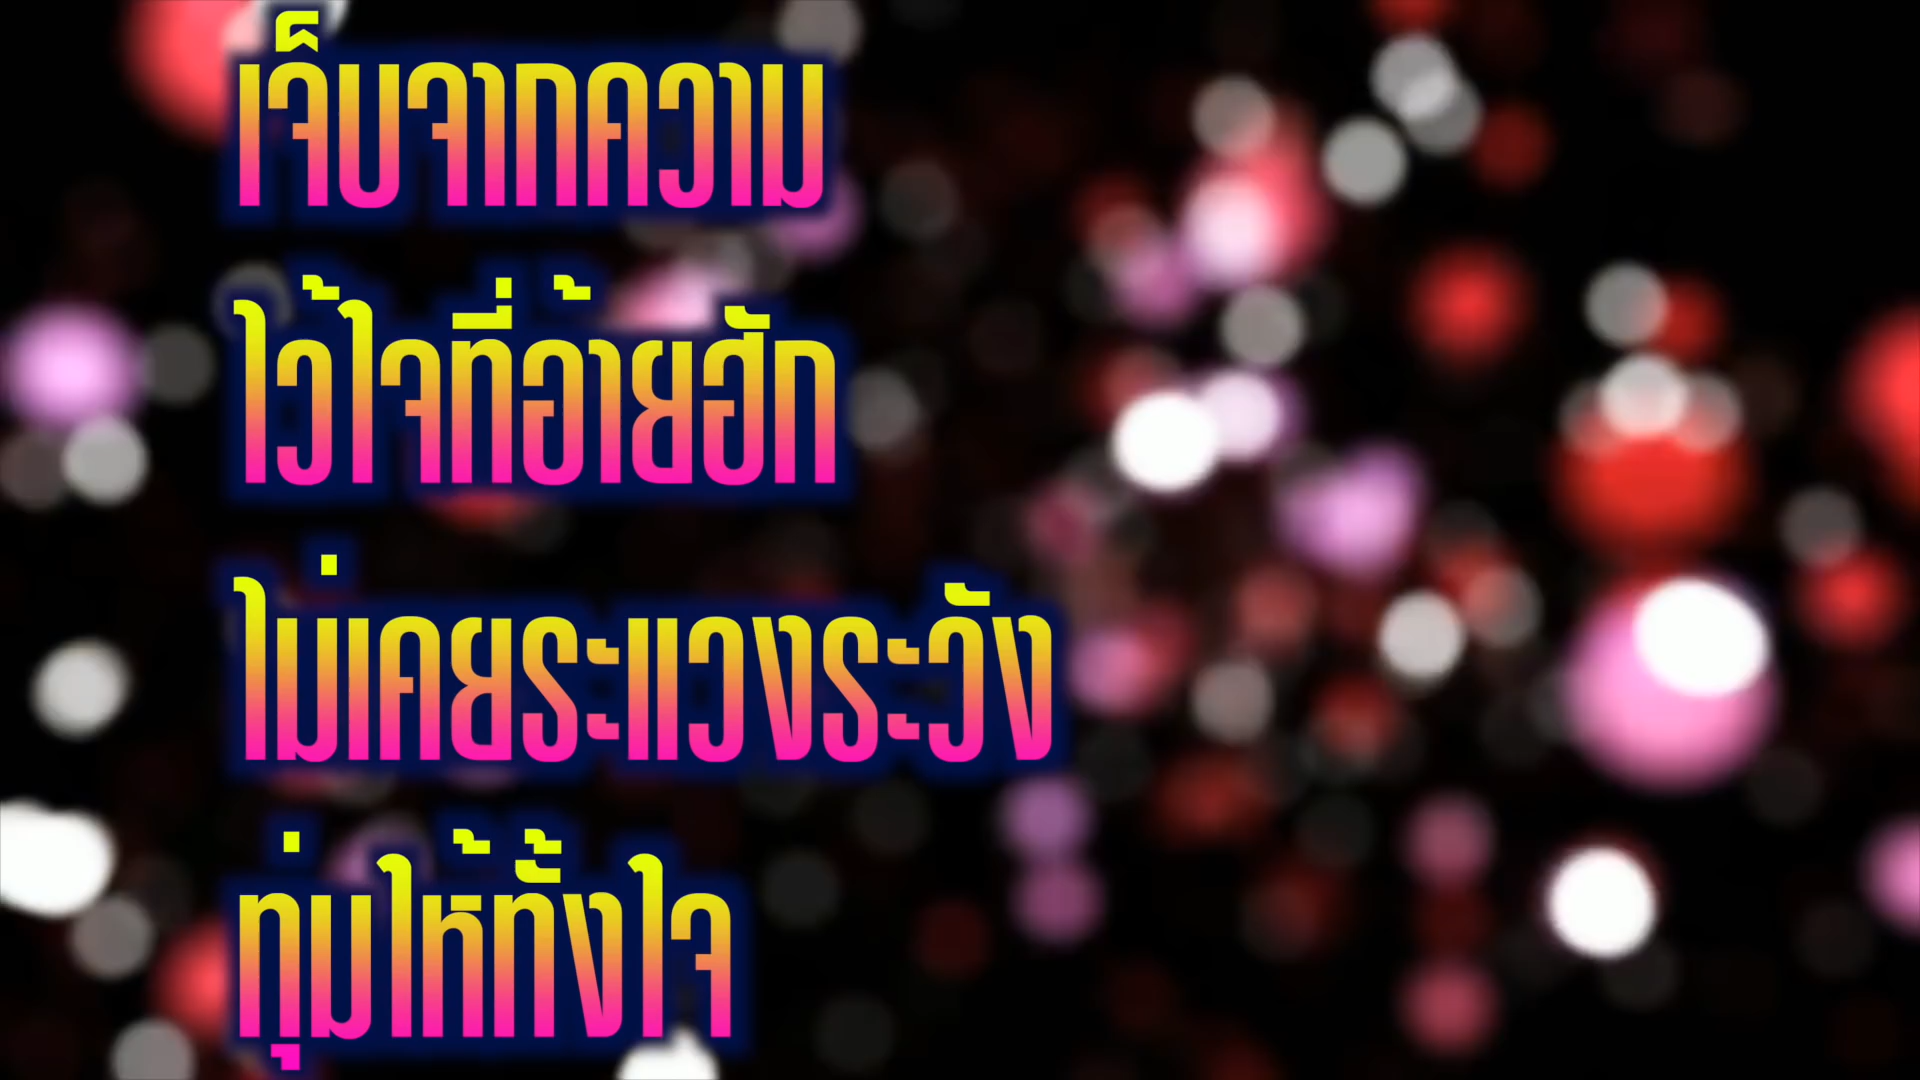 เจ็บจากความ
ไว้ใจที่อ้ายฮัก
ไม่เคยระแวงระวัง
ทุ่มให้ทั้งใจ